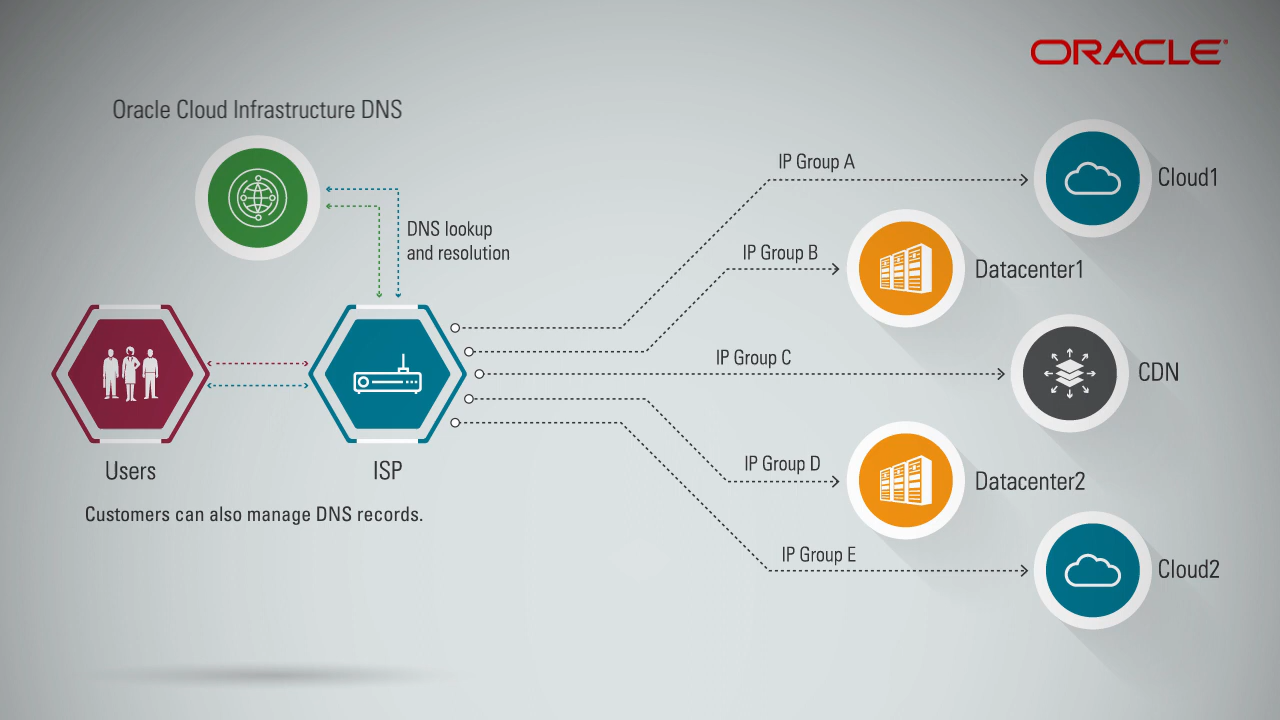 ORACLE
Oracle Cloud Infrastructure DNS
IP Group A
Cloud1
DNS lookup
and resolution
IP Group B
Datacenter1
IP Group C
CDN
Users
ISP
IP Group D
Datacenter2
Customers can also manage DNS records.
IP Group E
Cloud2